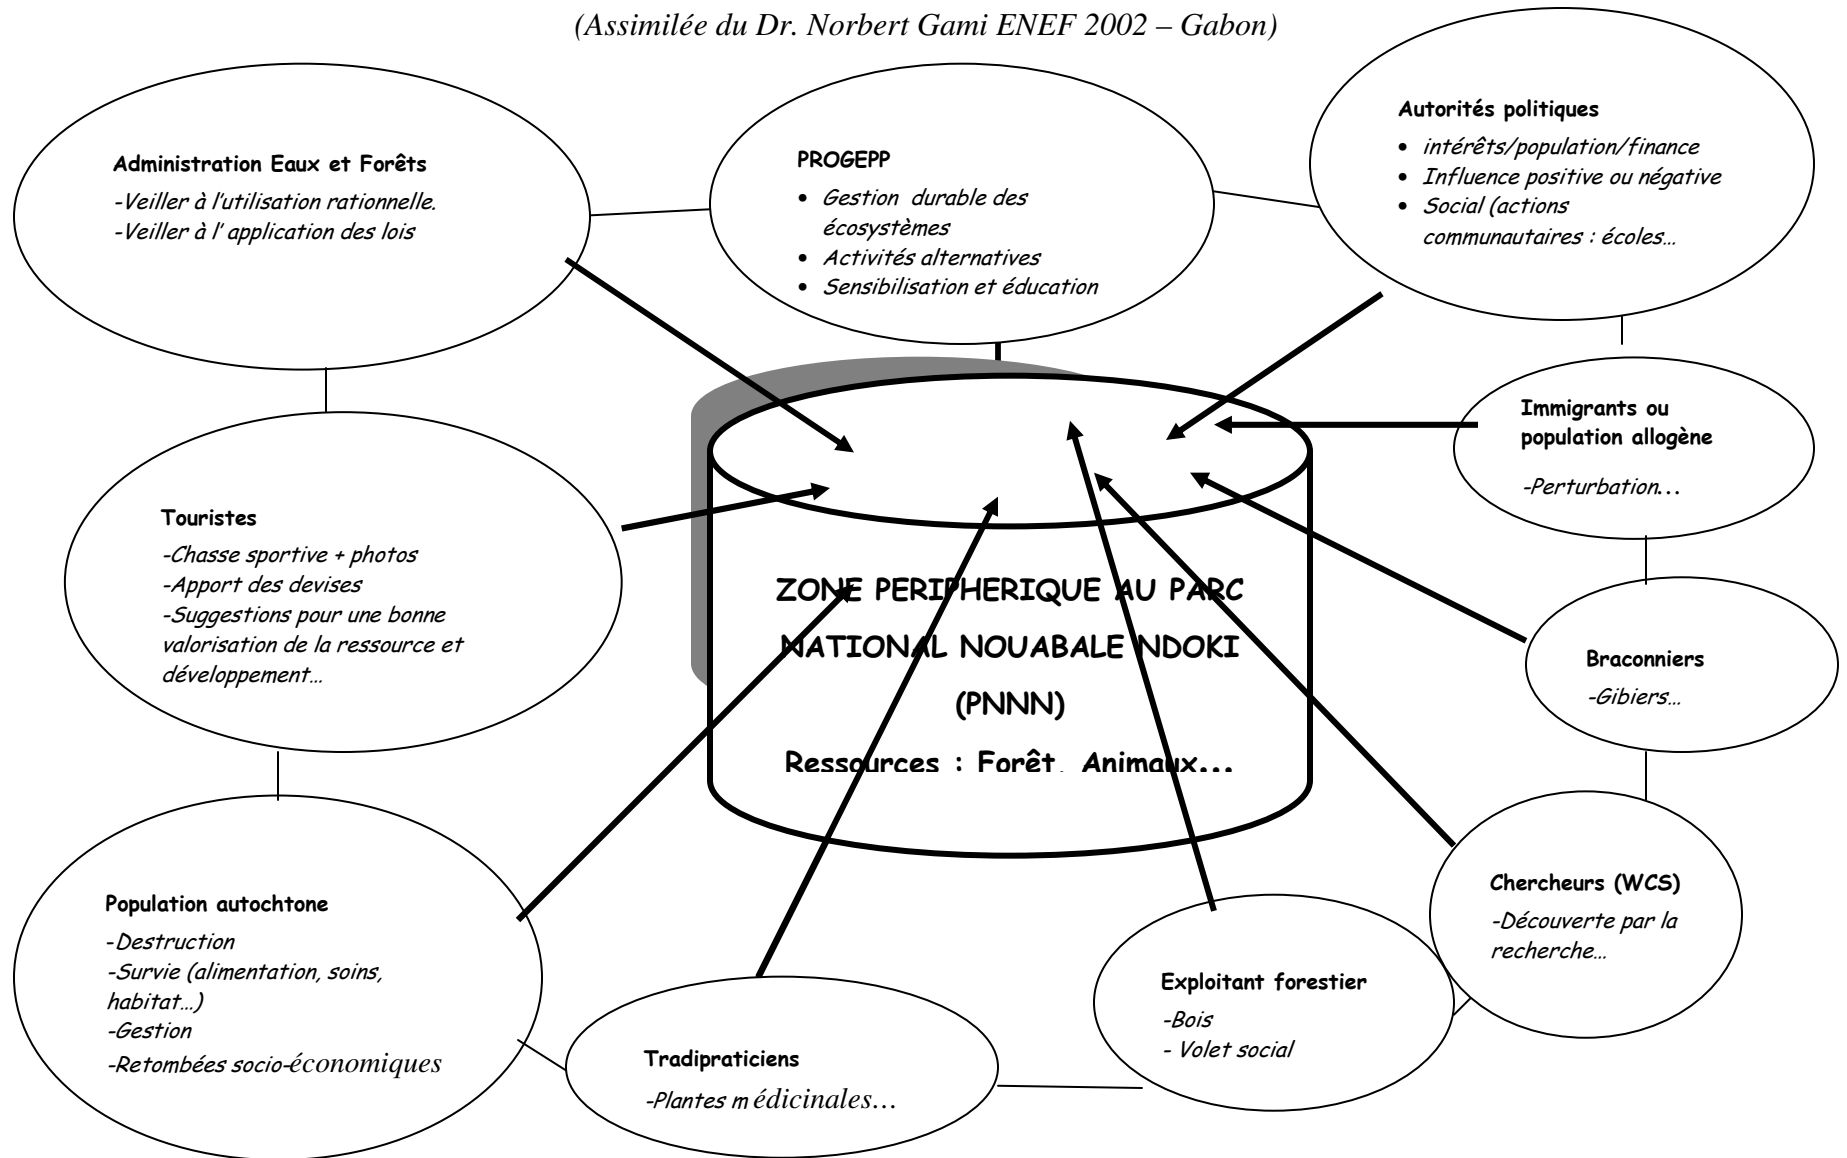 (Assimilée du Dr. Norbert Gami ENEF 2002 – Gabon)
Administration Eaux et Forêts
-Veiller à l'utilisation rationnelle.
-Veiller à l' application des lois
PROGEPP
• Gestion durable des
écosystèmes
• Activités alternatives
• Sensibilisation et éducation
Autorités politiques
• intérêts/population/finance
• Influence positive ou négative
• Social (actions
communautaires : écoles...
Immigrants ou
population allogène
-Perturbation...
Touristes
-Chasse sportive + photos
-Apport des devises
-Suggestions pour une bonne
valorisation de la ressource et
développement...
ZONE PERIPHERIQUE AU PARC
NATIONAL NOUABALE NDOKI
(PNNN)
Ressources : Forêt, Animaux...
Braconniers
-Gibiers...
Population autochtone
-Destruction
-Survie (alimentation, soins,
habitat...)
-Gestion
-Retombées socio-économiques
Tradipraticiens
-Plantes m édicinales...
Exploitant forestier
-Bois
- Volet social
Chercheurs (WCS)
-Découverte par la
recherche...